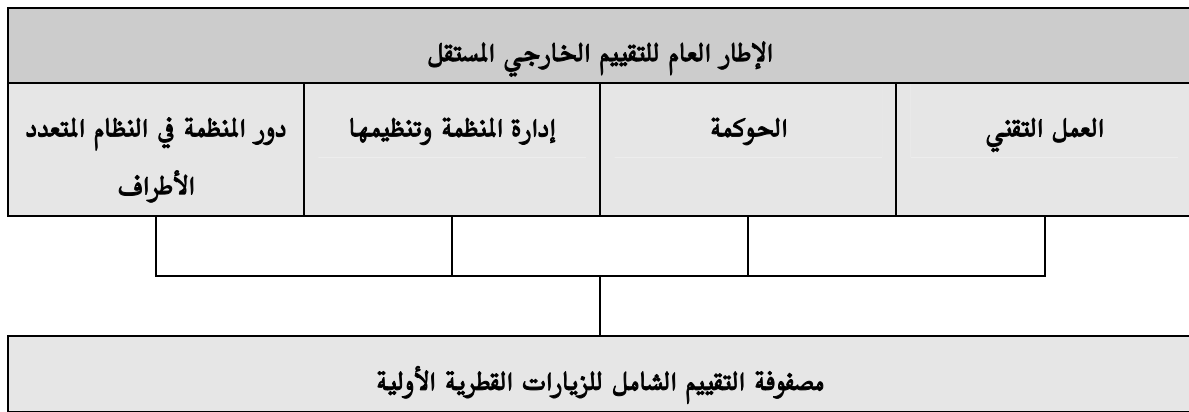 الإطار العام للتقييم الخارجي المستقل
العمل التقني
الحوكمة
إدارة المنظمة وتنظيمها
دور المنظمة في النظام المتعدد
الأطراف
مصفوفة التقييم الشامل للزيارات القطرية الأولية